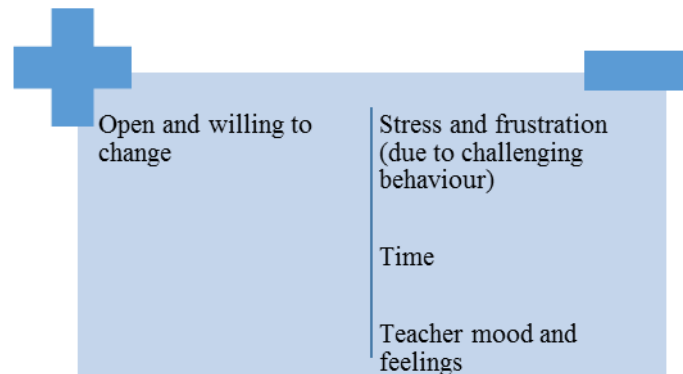 Open and willing to
change
Stress and frustration
(due to challenging
behaviour)
Time
Teacher mood and
feelings